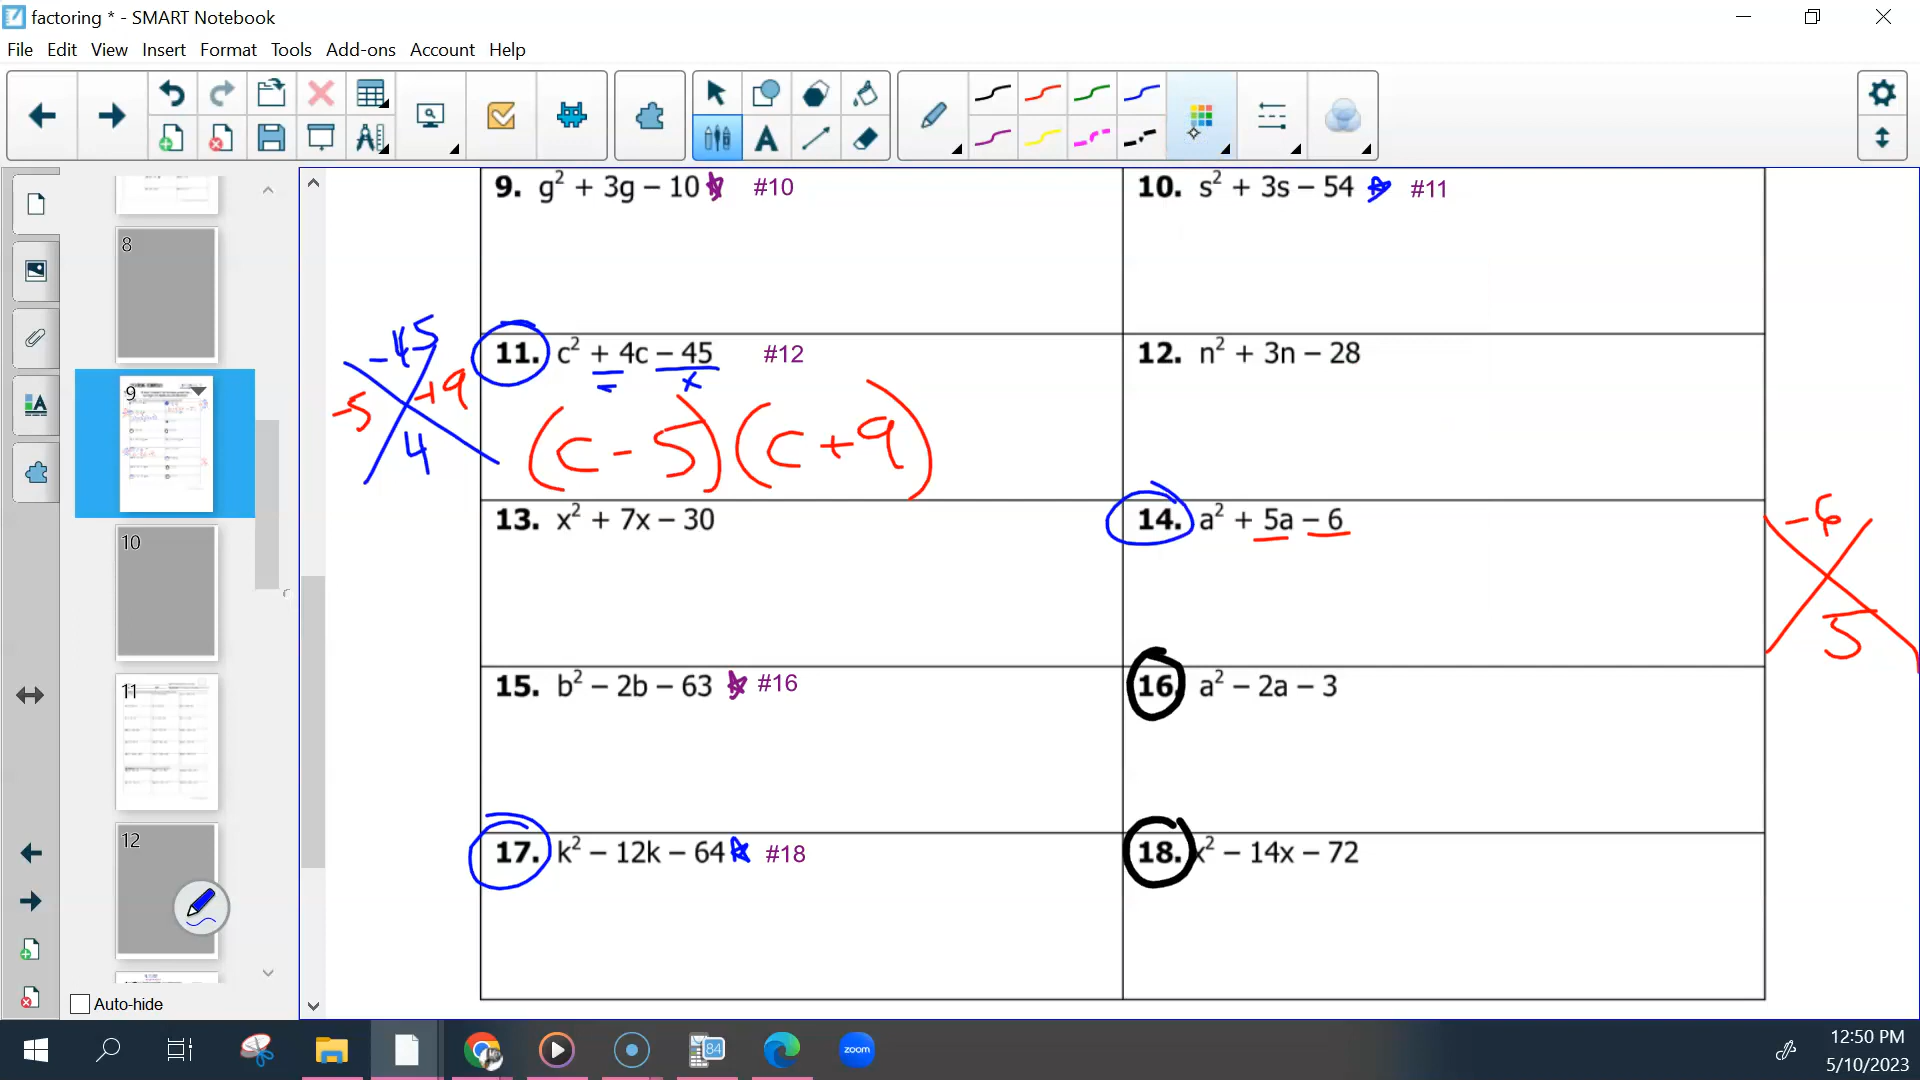 factoring * - SMART Notebook
File Edit View Insert Format Tools Add-ons Account Help
8
9
10
11
12
Auto-hide
9. g² + 3g – 10 #10
10. s² + 3s – 54 #11
11. c² + 4c – 45 #12
= x
-45
-5 +9
4
(c - 5)(c + 9)
12. n² + 3n – 28
13. x² + 7x – 30
14. a² + 5a – 6
-6
5
15. b² – 2b – 63 #16
16. a² – 2a – 3
17. k² – 12k – 64 #18
18. x² – 14x – 72
84
zoom
12:50 PM
5/10/2023